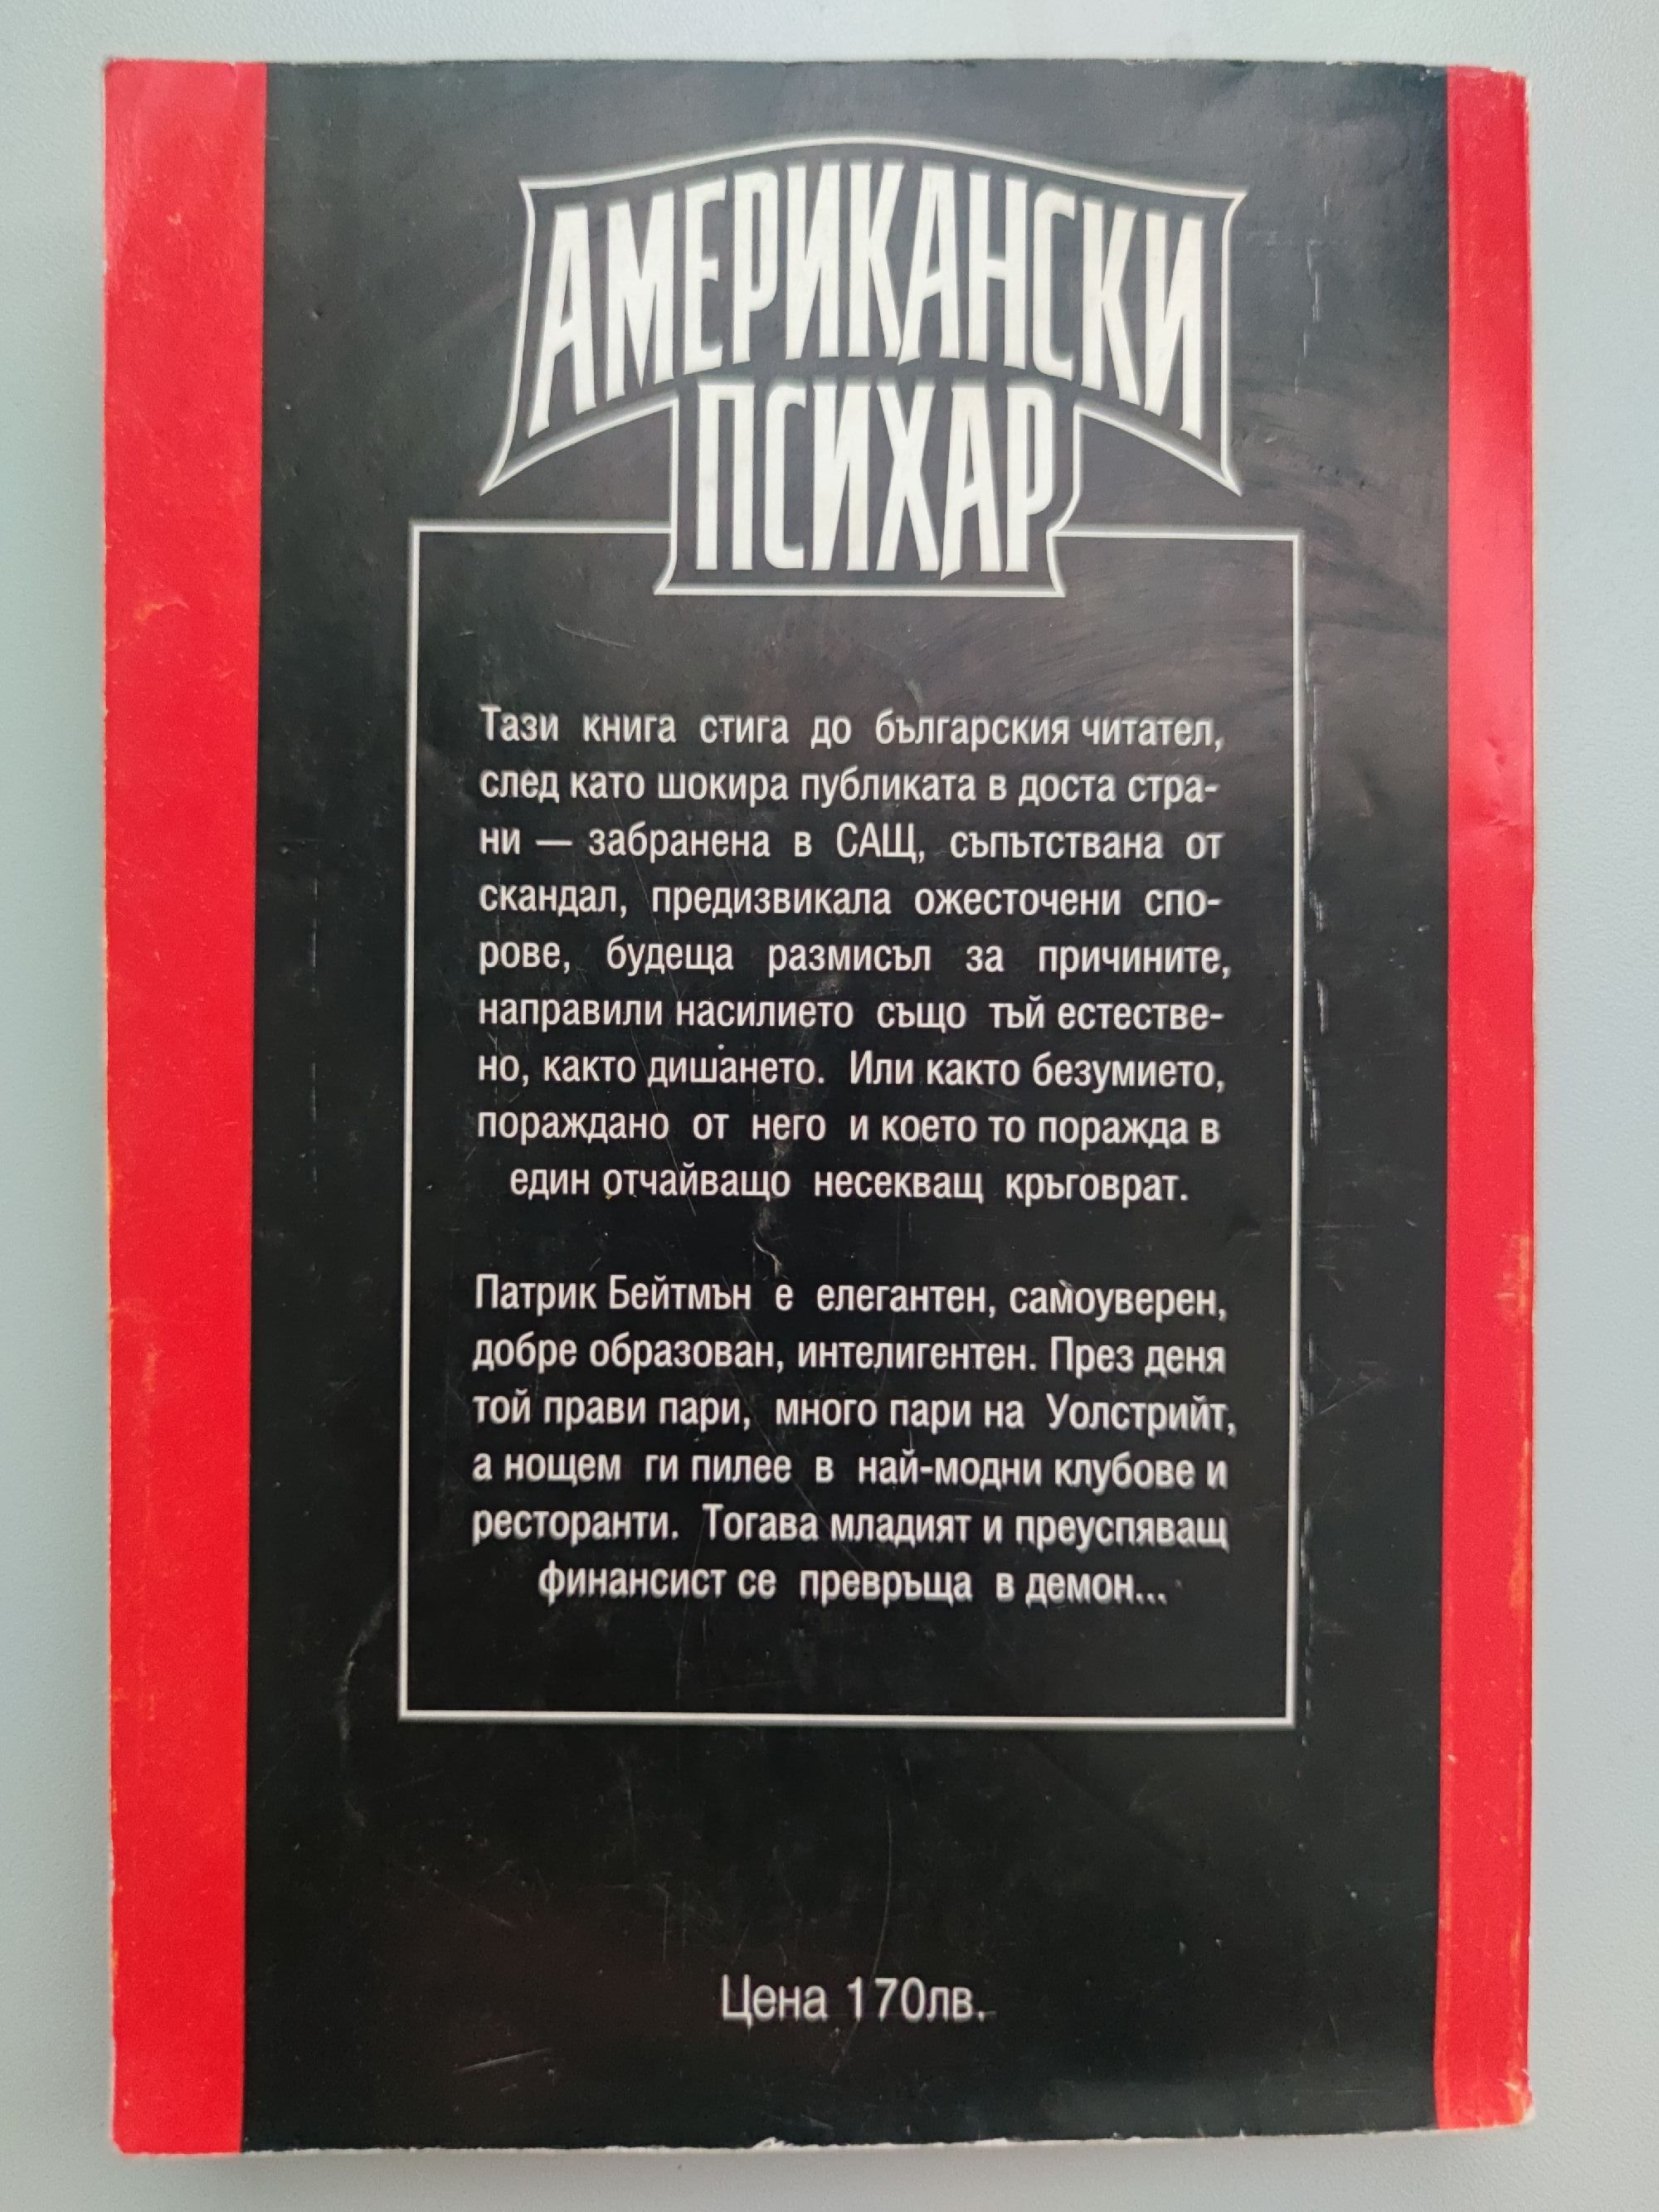 АМЕРИКАНСКИ
ПСИХАР
Тази книга стига до българския читател,
след като шокира публиката в доста стра-
ни — забранена в САЩ, съпътствана от
скандал, предизвикала ожесточени спо-
рове, будеща размисъл за причините,
направили насилието също тъй естестве-
но, както дишането. Или както безумието,
пораждано от него и което то поражда в
един отчайващо несекващ кръговрат.
Патрик Бейтмън е елегантен, самоуверен,
добре образован, интелигентен. През деня
той прави пари, много пари на Уолстрийт,
а нощем ги пилее в най-модни клубове и
ресторанти. Тогава младият и преуспяващ
финансист се превръща в демон...
Цена 170лв.